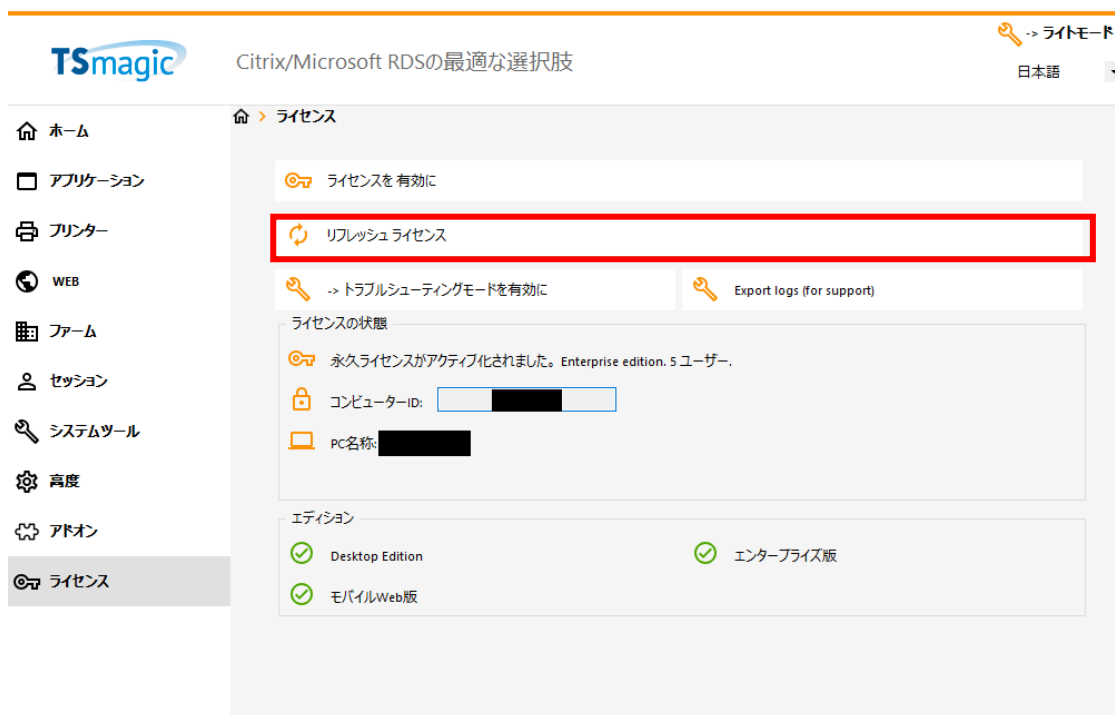 -> ライトモード
TSmagic
Citrix/Microsoft RDSの最適な選択肢
日本語
ホーム
アプリケーション
プリンター
WEB
ファーム
セッション
システムツール
高度
アドオン
ライセンス
ライセンス
ライセンスを 有効に
リフレッシュ ライセンス
-> トラブルシューティングモードを有効に
Export logs (for support)
ライセンスの状態
永久ライセンスがアクティブ化されました。Enterprise edition. 5 ユーザー.
コンピューターID:
PC名称:
エディション
Desktop Edition
エンタープライズ版
モバイルWeb版